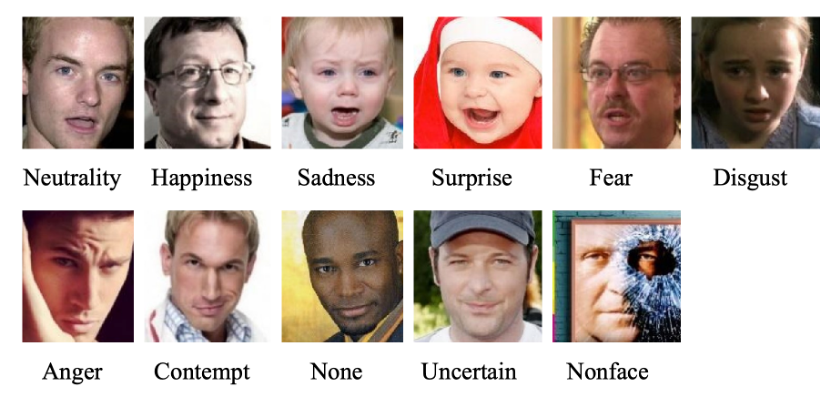 Neutrality Happiness Sadness Surprise Fear Disgust
Anger Contempt None Uncertain Nonface